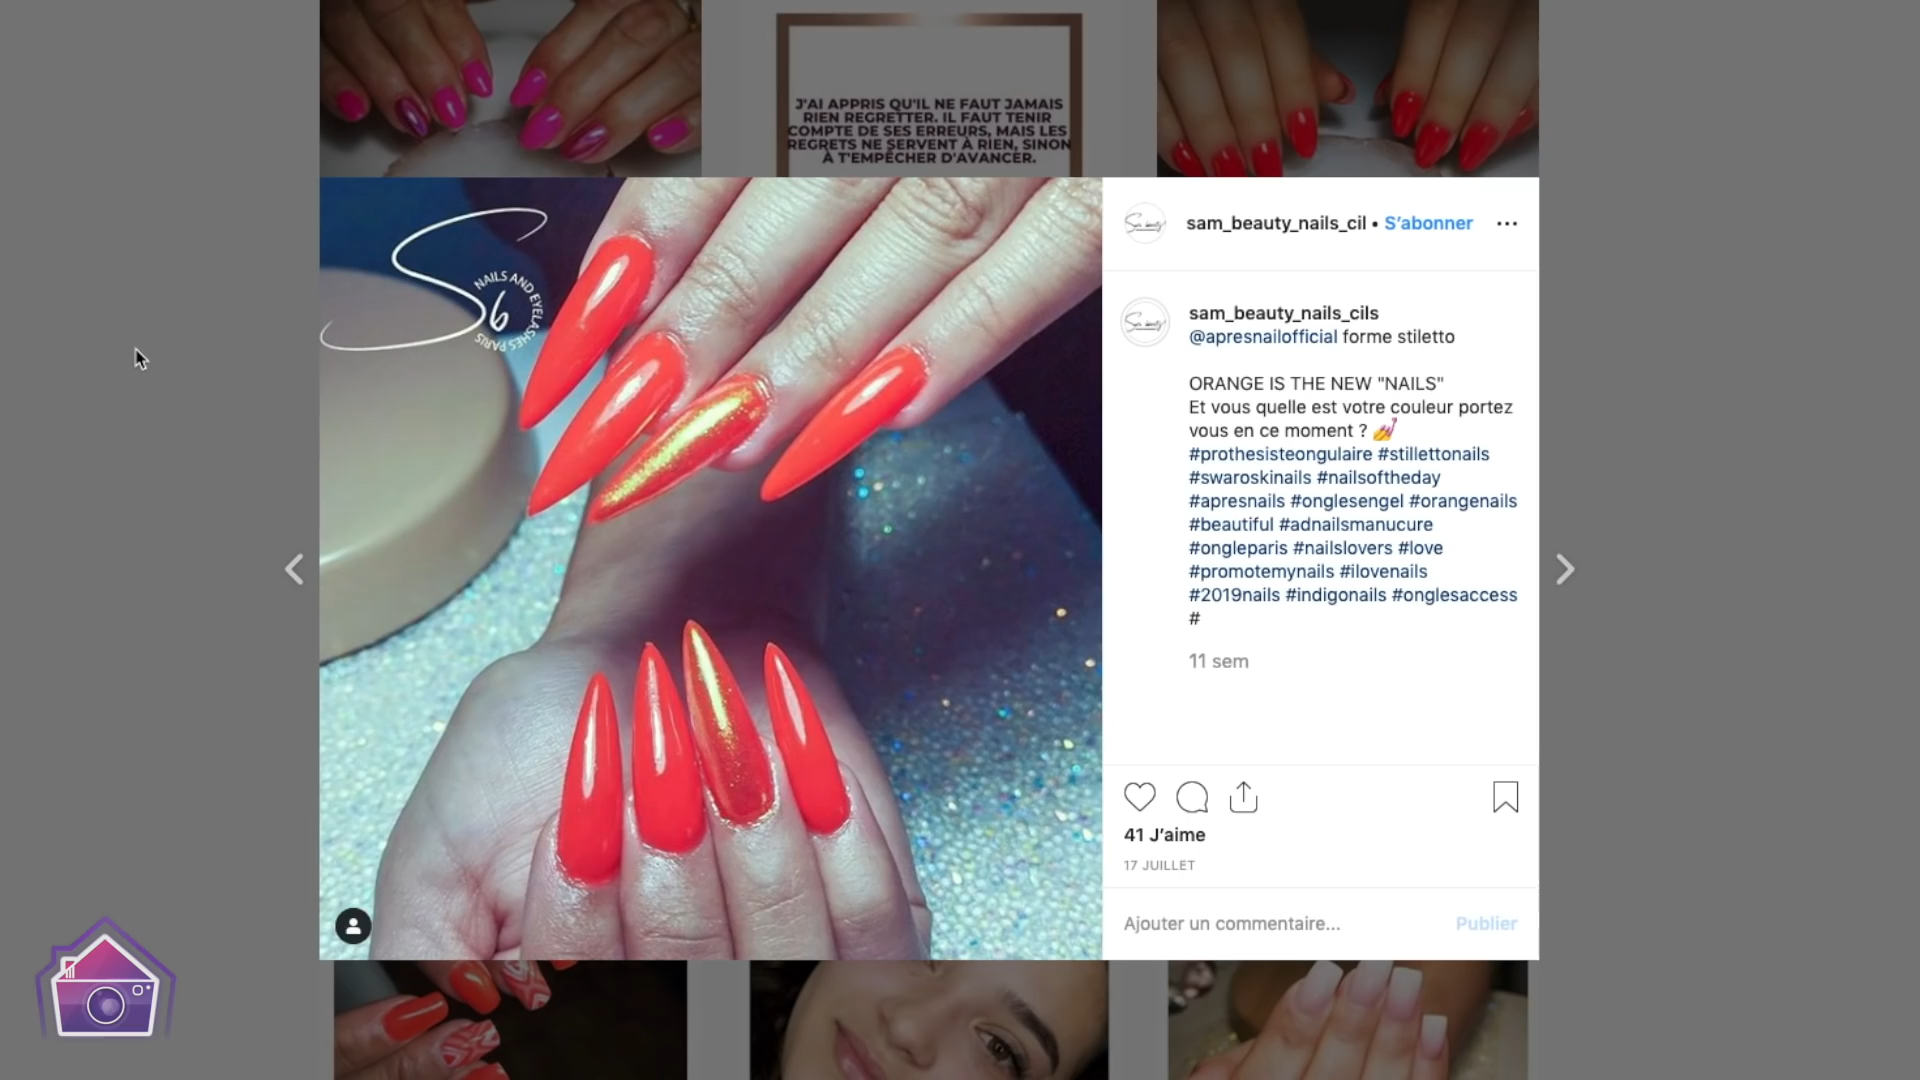 J'AI APPRIS QU'IL NE FAUT JAMAIS
RIEN REGRETTER. IL FAUT TENIR
COMPTE DE SES ERREURS, MAIS LES
REGRETS NE SERVENT À RIEN, SINON
À T'EMPÊCHER D'AVANCER.
S6
NAILS AND EYELASHES PARIS
sam_beauty_nails_cil • S'abonner
sam_beauty_nails_cils
@apresnailofficial forme stiletto
ORANGE IS THE NEW "NAILS"
Et vous quelle est votre couleur portez
vous en ce moment ? 💅
#prothesisteongulaire #stillettonails
#swaroskinails #nailsoftheday
#apresnails #onglesengel #orangenails
#beautiful #adnailsmanucure
#ongleparis #nailslovers #love
#promotemynails #ilovenails
#2019nails #indigonails #onglesaccess
#
11 sem
41 J'aime
17 JUILLET
Ajouter un commentaire...
Publier